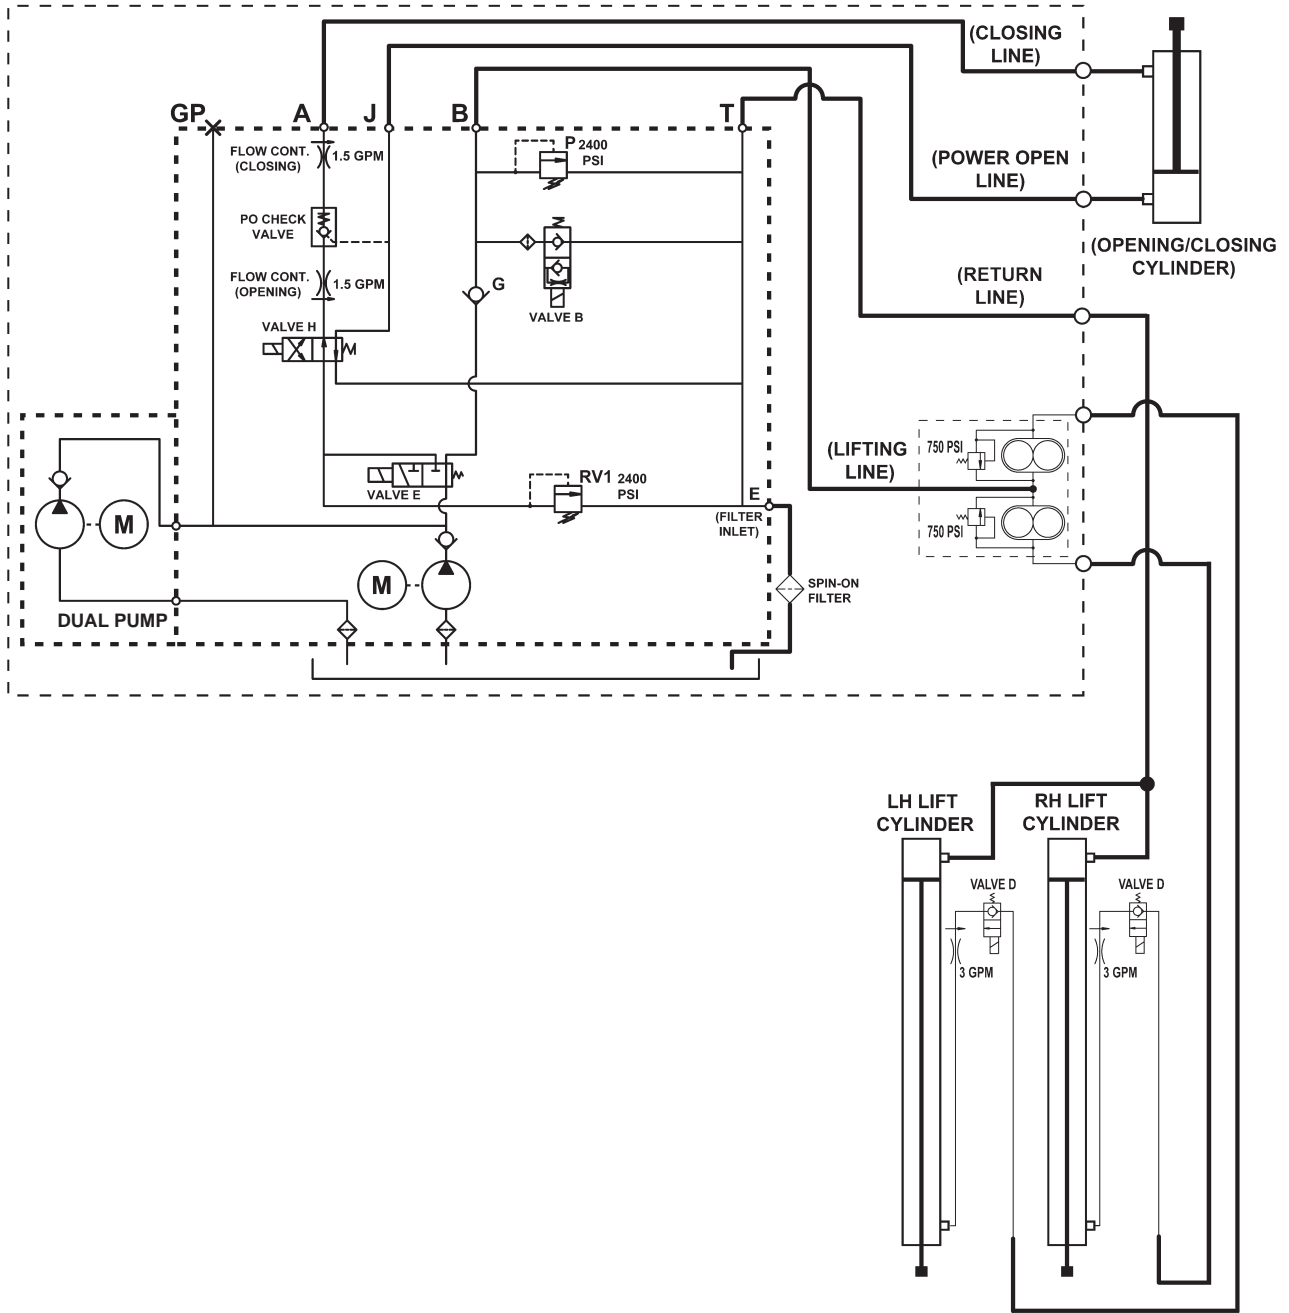 (CLOSING
LINE)
GP
A
J
B
T
FLOW CONT.
(CLOSING)
1.5 GPM
P 2400
PSI
(POWER OPEN
LINE)
PO CHECK
VALVE
(OPENING/CLOSING
CYLINDER)
FLOW CONT.
(OPENING)
1.5 GPM
G
(RETURN
LINE)
VALVE B
VALVE H
(LIFTING
LINE)
750 PSI
VALVE E
RV1 2400
PSI
E
(FILTER
INLET)
M
750 PSI
M
SPIN-ON
FILTER
DUAL PUMP
LH LIFT
CYLINDER
RH LIFT
CYLINDER
VALVE D
VALVE D
3 GPM
3 GPM